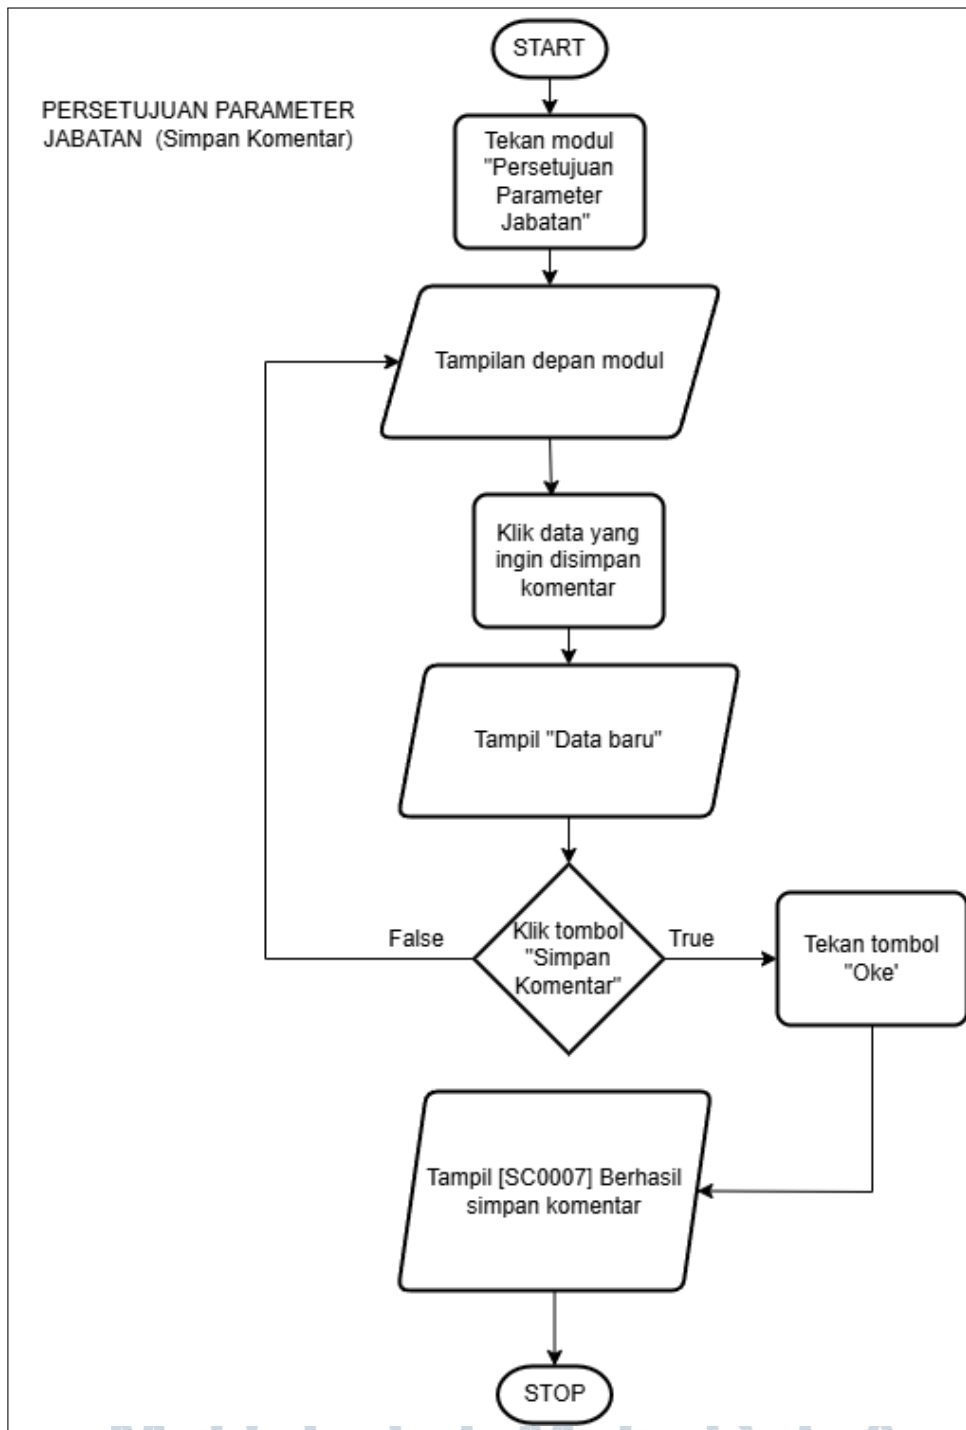 START
PERSETUJUAN PARAMETER
JABATAN (Simpan Komentar)
Tekan modul
"Persetujuan
Parameter
Jabatan"
Tampilan depan modul
Klik data yang
ingin disimpan
komentar
Tampil "Data baru"
Klik tombol
"Simpan
Komentar"
False
True
Tekan tombol
"Oke'
Tampil [SC0007] Berhasil
simpan komentar
STOP